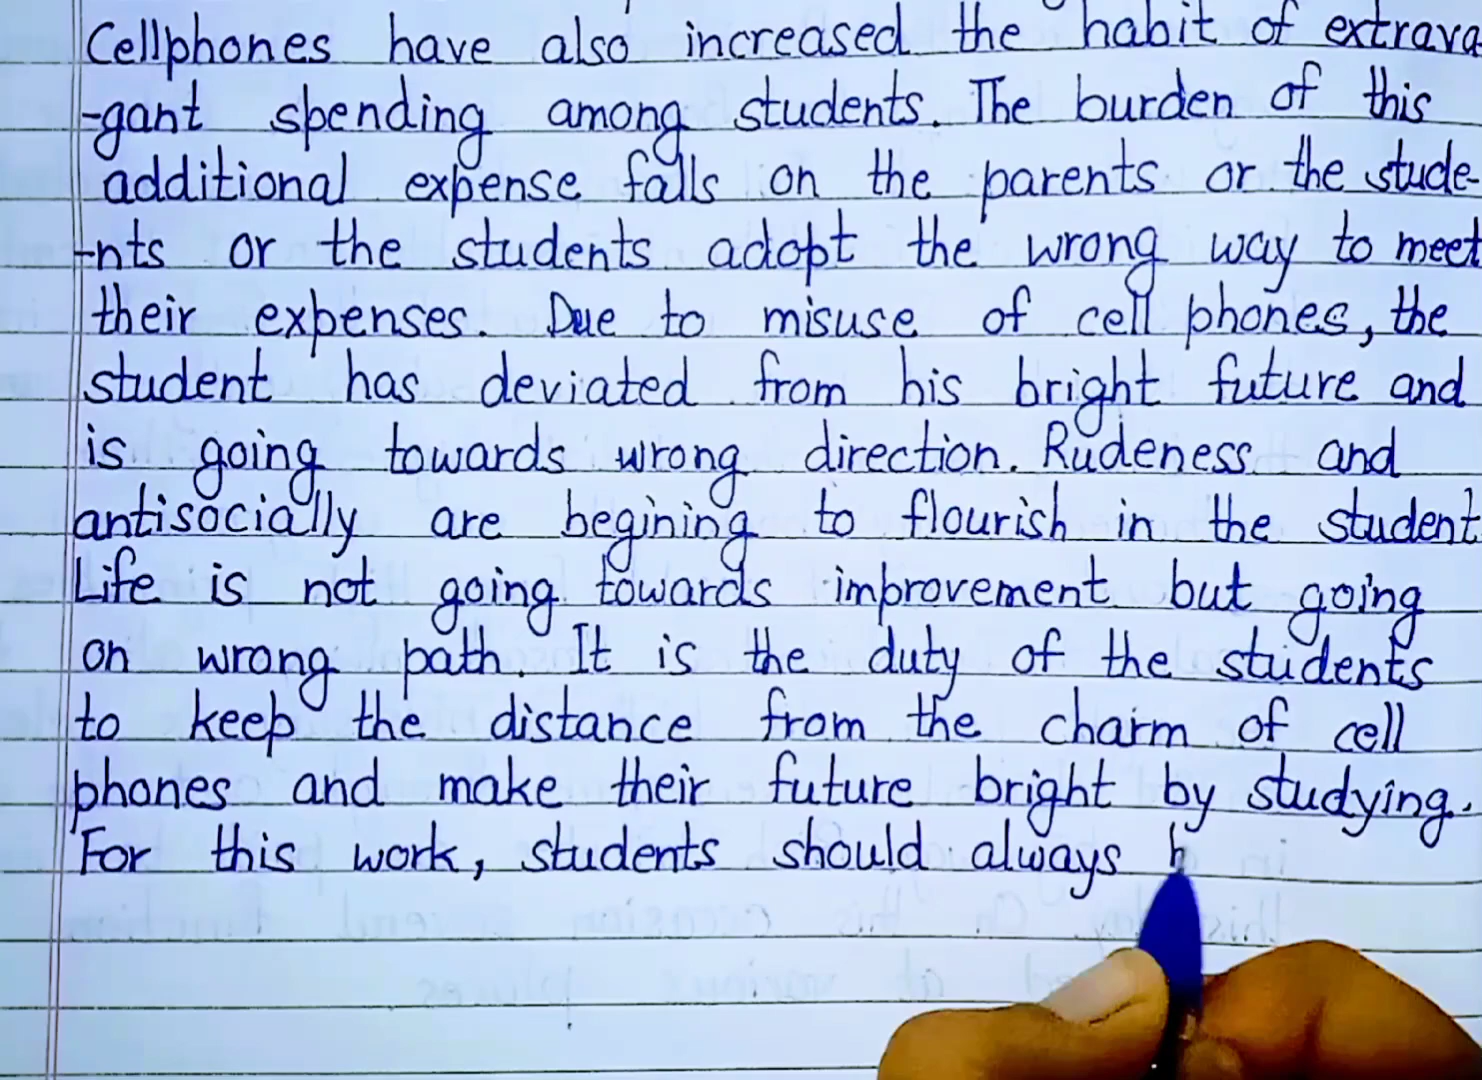 Cellphones have also increased the habit of extrava
-gant spending among students. The burden of this
additional expense falls on the parents or the stude-
-nts or the students adopt the wrong way to meet
their expenses. Due to misuse of cell phones, the
student has deviated from his bright future and
is going towards wrong direction. Rudeness and
antisocially are begining to flourish in the student
Life is not going towards improvement but going
on wrong path. It is the duty of the students
to keep the distance from the charm of cell
phones and make their future bright by studying.
For this work, students should always